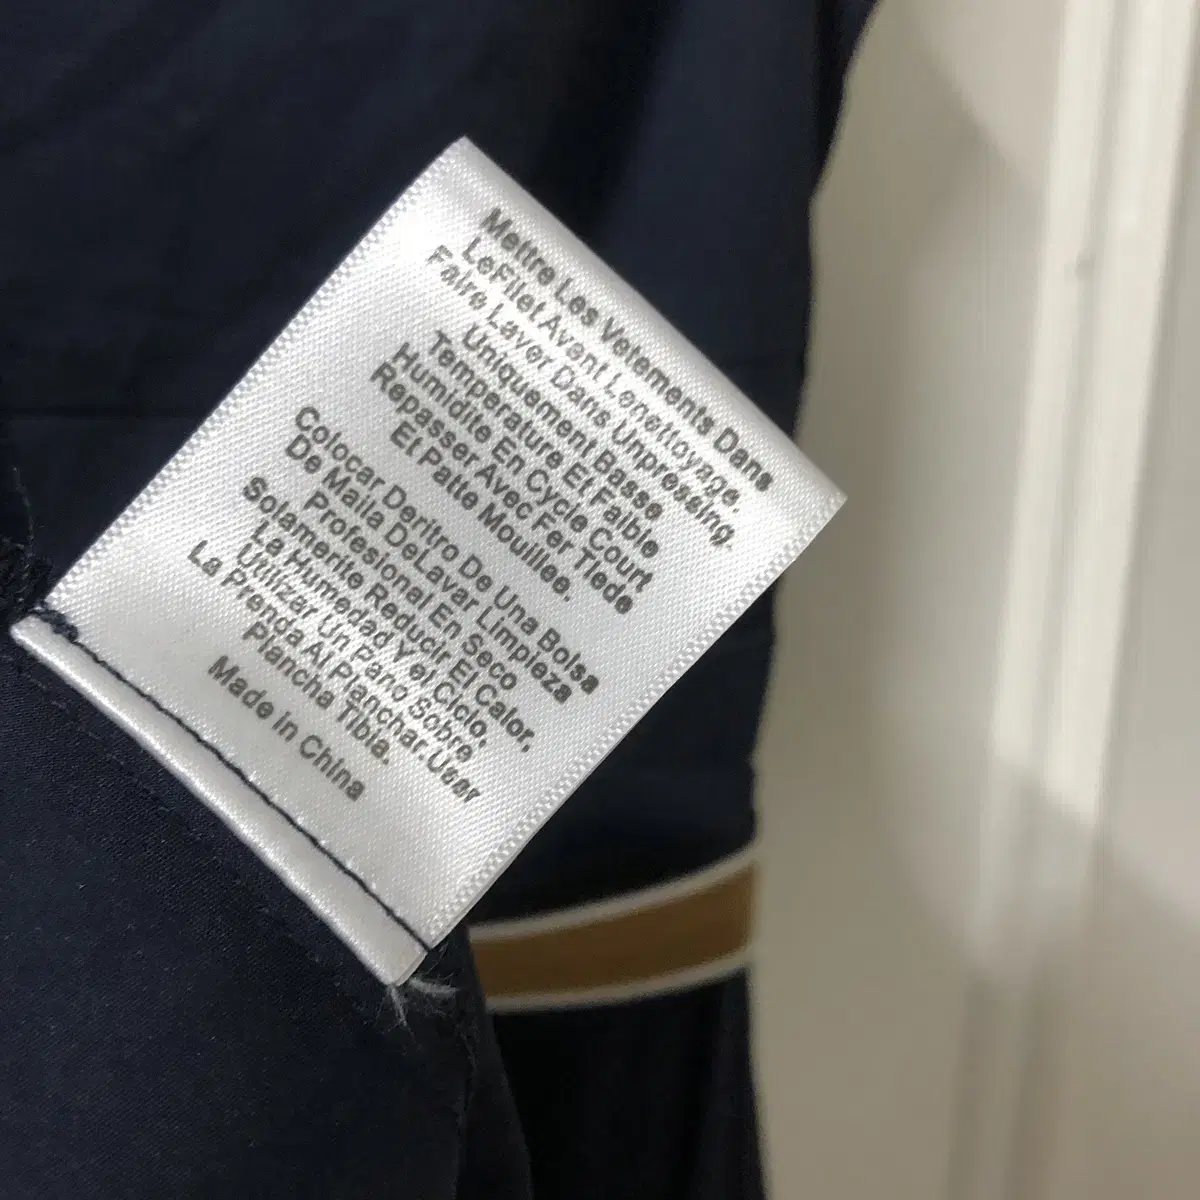 Mettre Les Vetements Dans
LeFilet Avant Lenettoyage.
Faire Laver Dans Unpressing,
Uniquement Basse
Temperature Et Faible
Humidite En Cycle Court
Repasser Avec Fer Tiede
Et Patte Mouillee.
Colocar Deritro De Una Bolsa
De Maila DeLavar Limpieza
Profesional En Seco
Solamerite Reducir El Calor,
La Humedad Y el Ciclo,
Utilizar Un Pano Sobre
La Prenda Al Planchar.Usar
Plancha Tibia.
Made in China